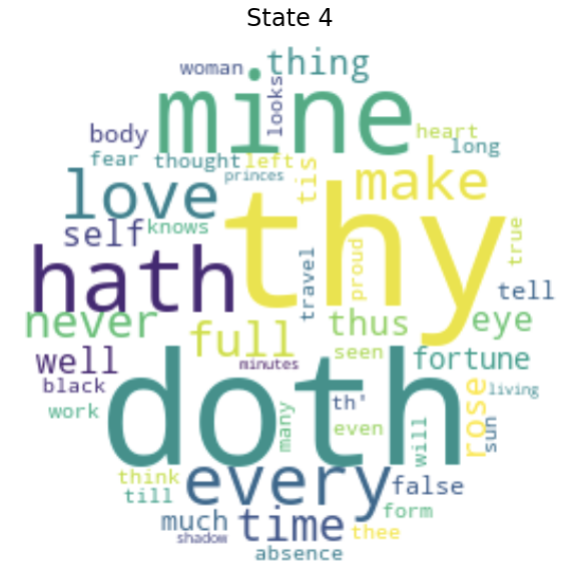 State 4
woman thing
looks
mine
body heart
long
fear thought left
princes
tis
make
love
thy
self knows
true
hath
travel
proud
tell
never
full thus eye
well
seen fortune
minutes
black
living
doth
th'
rose
work
many
even
will
sun
think
every false
till
form
much time thee
shadow
absence